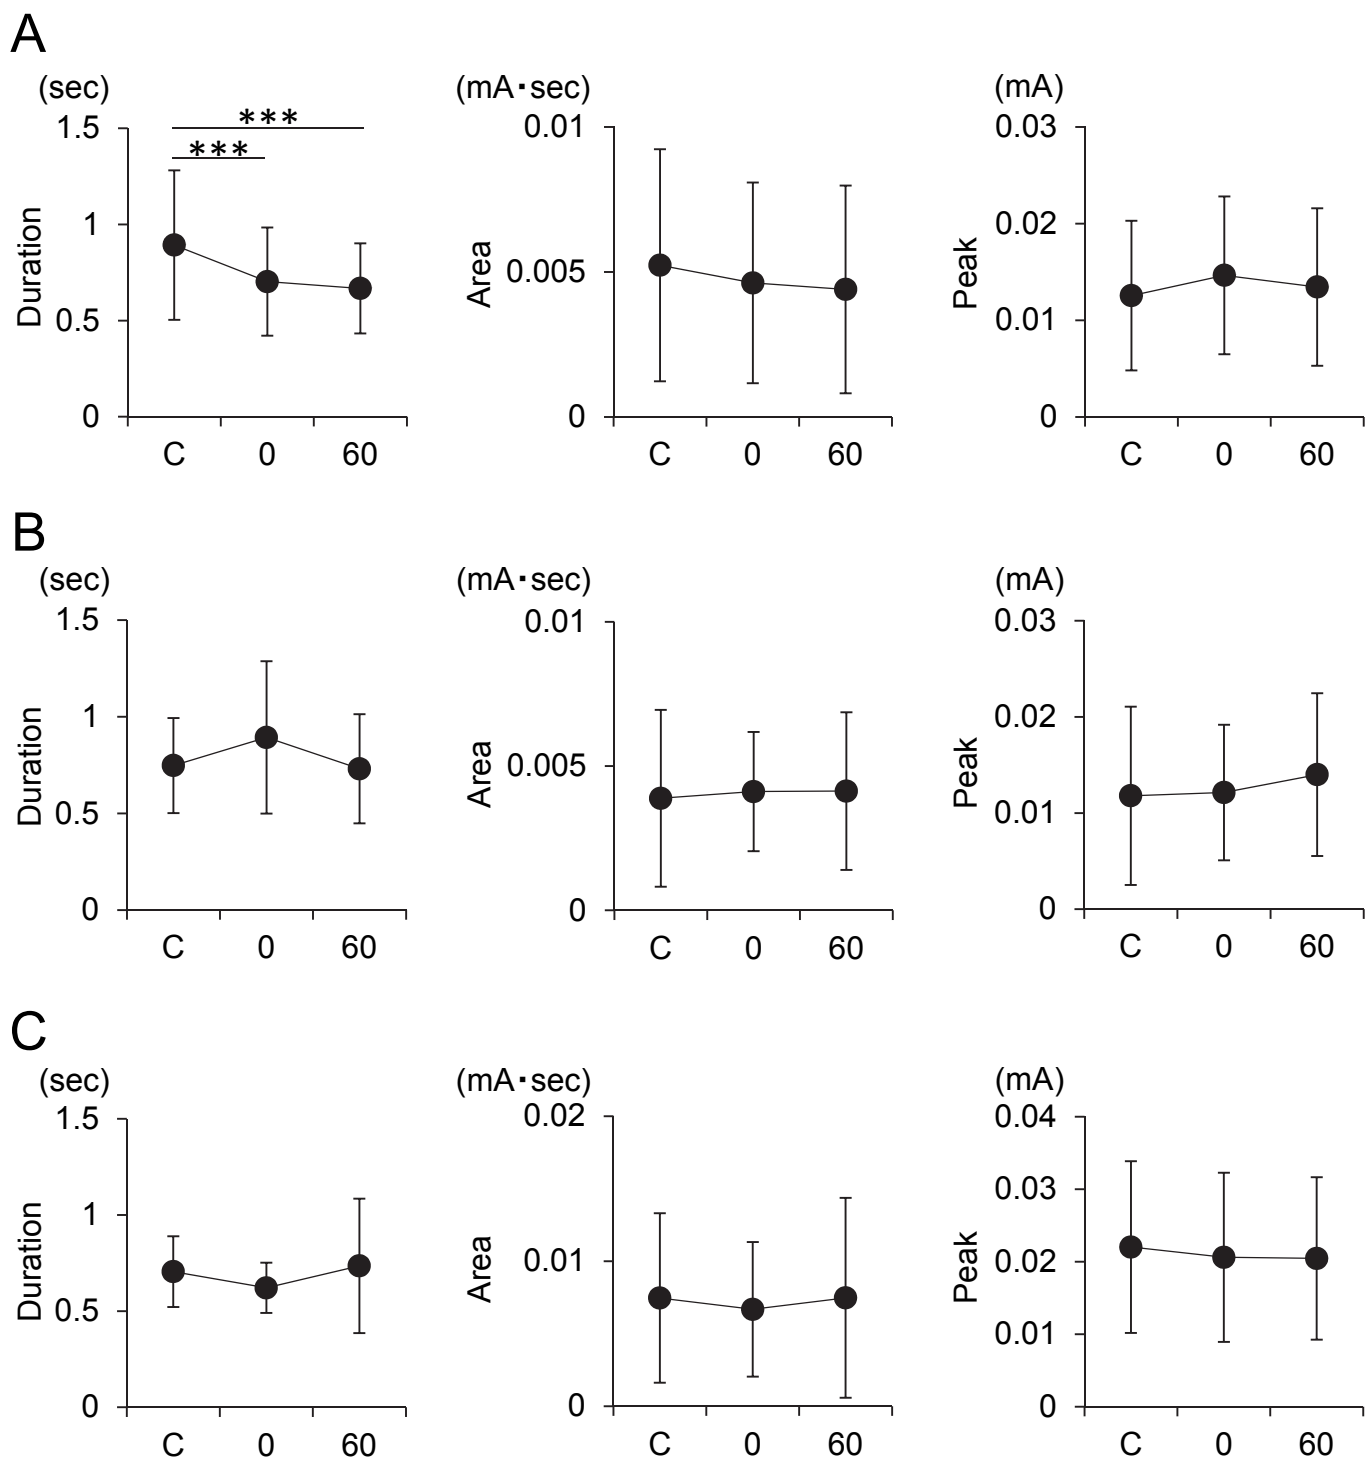 A
(sec)
1.5
1
0.5
0
Duration
***
***
C 0 60
(mA・sec)
0.01
0.005
0
Area
C 0 60
(mA)
0.03
0.02
0.01
0
Peak
C 0 60
B
(sec)
1.5
1
0.5
0
Duration
C 0 60
(mA・sec)
0.01
0.005
0
Area
C 0 60
(mA)
0.03
0.02
0.01
0
Peak
C 0 60
C
(sec)
1.5
1
0.5
0
Duration
C 0 60
(mA・sec)
0.02
0.01
0
Area
C 0 60
(mA)
0.04
0.03
0.02
0.01
0
Peak
C 0 60